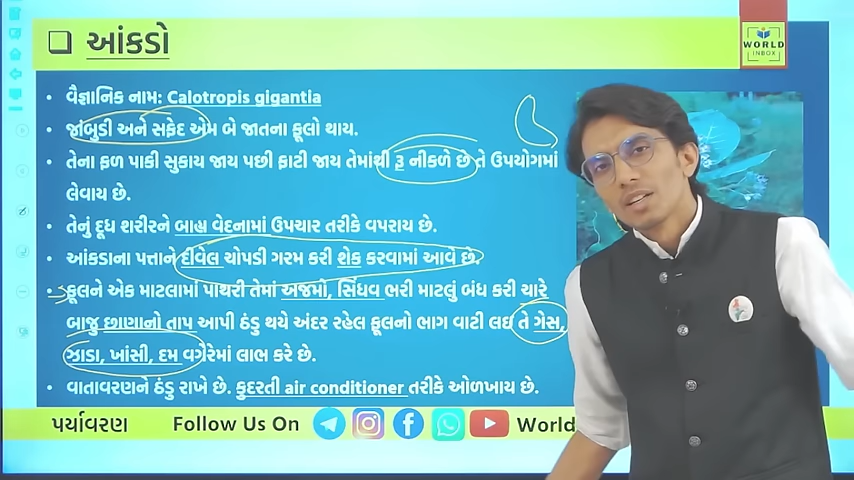 ❑ આંકડો
WORLD
INBOX
• વૈજ્ઞાનિક નામ: Calotropis gigantia
• જાંબુડી અને સફેદ એમ બે જાતના ફૂલો થાય.
• તેના ફળ પાકી સુકાય જાય પછી ફાટી જાય તેમાંથી રૂ નીકળે છે તે ઉપયોગમાં
લેવાય છે.
• તેનું દૂધ શરીરને બાહ્ય વેદનામાં ઉપચાર તરીકે વપરાય છે.
• આંકડાના પત્તાને દીવેલ ચોપડી ગરમ કરી શેક કરવામાં આવે છે.
• ફૂલને એક માટલામાં પાથરી તેમાં અજમો, સિંધવ ભરી માટલું બંધ કરી ચારે
બાજુ છાણાનો તાપ આપી ઠંડુ થયે અંદર રહેલ ફૂલનો ભાગ વાટી લઇ તે ગેસ,
ઝાડા, ખાંસી, દમ વગેરેમાં લાભ કરે છે.
• વાતાવરણને ઠંડુ રાખે છે. કુદરતી air conditioner તરીકે ઓળખાય છે.
પર્યાવરણ Follow Us On World